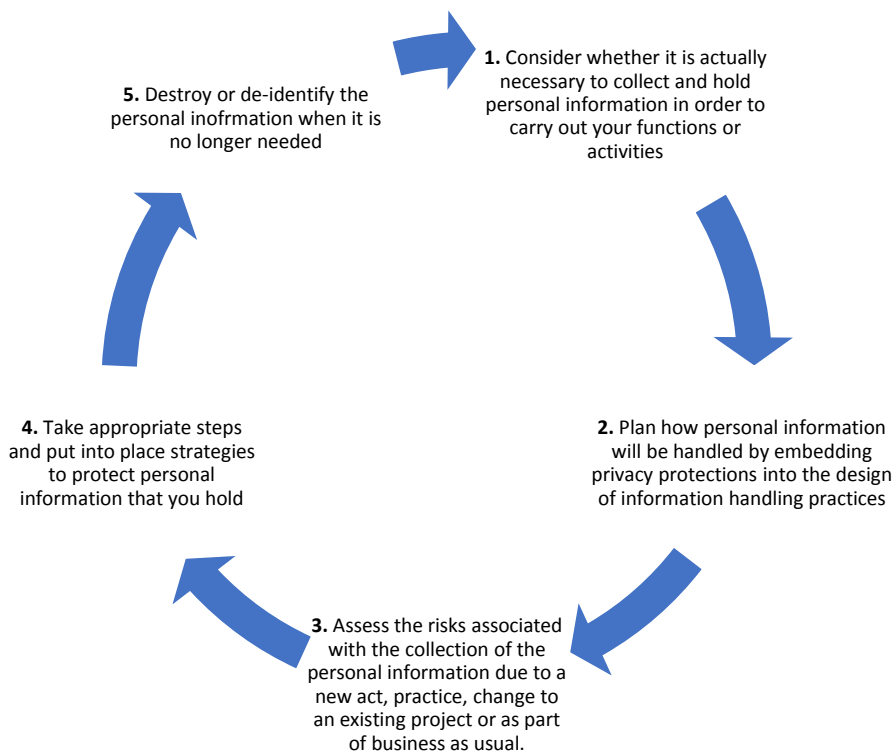 1. Consider whether it is actually
necessary to collect and hold
personal information in order to
carry out your functions or
activities
2. Plan how personal information
will be handled by embedding
privacy protections into the design
of information handling practices
3. Assess the risks associated
with the collection of the
personal information due to a
new act, practice, change to
an existing project or as part
of business as usual.
4. Take appropriate steps
and put into place strategies
to protect personal
information that you hold
5. Destroy or de-identify the
personal inofrmation when it is
no longer needed